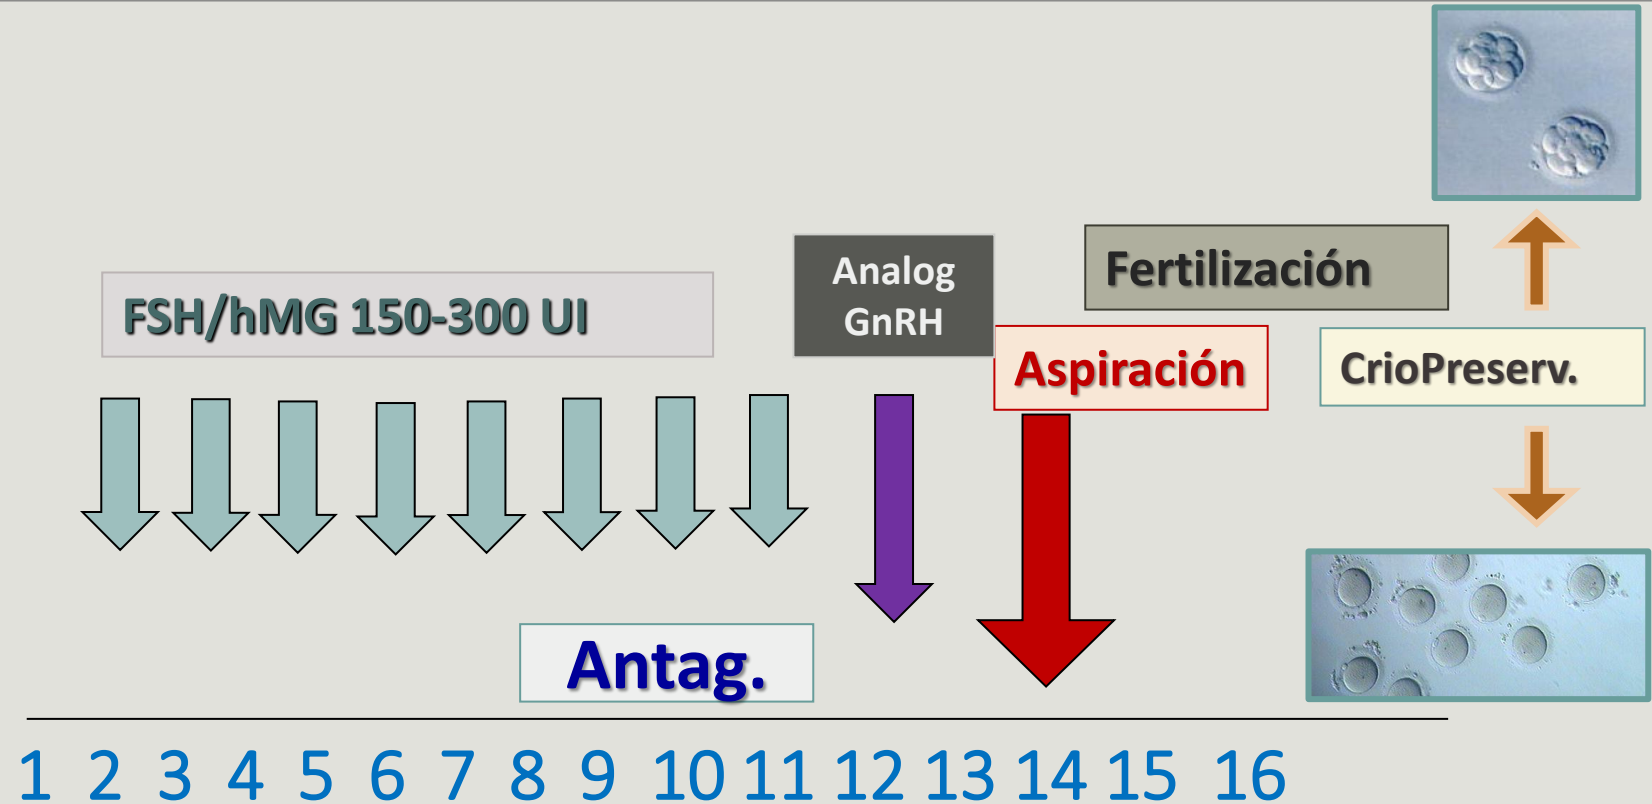 Analog
GnRH
Fertilización
FSH/hMG 150-300 UI
Aspiración
CrioPreserv.
Antag.
1 2 3 4 5 6 7 8 9 10 11 12 13 14 15 16